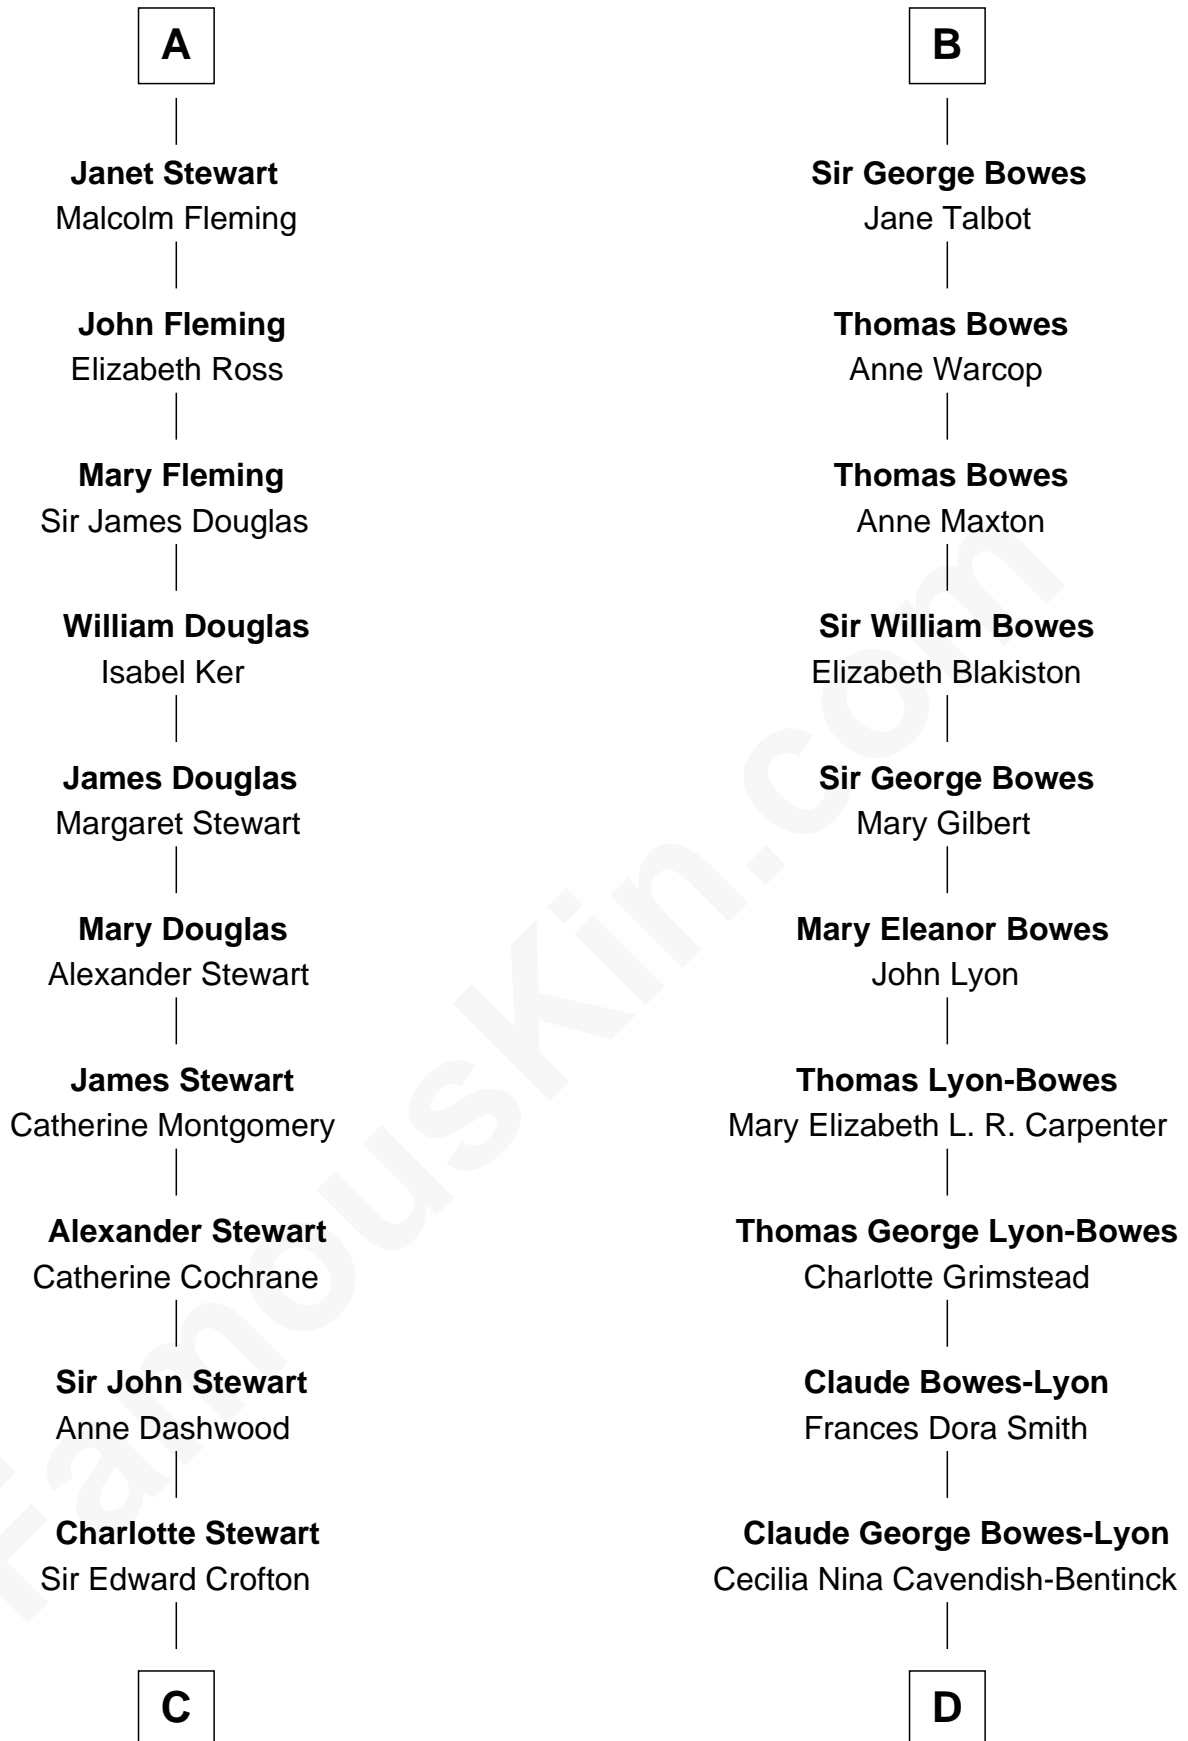 A
Janet Stewart
Malcolm Fleming
John Fleming
Elizabeth Ross
Mary Fleming
Sir James Douglas
William Douglas
Isabel Ker
James Douglas
Margaret Stewart
Mary Douglas
Alexander Stewart
James Stewart
Catherine Montgomery
Alexander Stewart
Catherine Cochrane
Sir John Stewart
Anne Dashwood
Charlotte Stewart
Sir Edward Crofton
C
B
Sir George Bowes
Jane Talbot
Thomas Bowes
Anne Warcop
Thomas Bowes
Anne Maxton
Sir William Bowes
Elizabeth Blakiston
Sir George Bowes
Mary Gilbert
Mary Eleanor Bowes
John Lyon
Thomas Lyon-Bowes
Mary Elizabeth L. R. Carpenter
Thomas George Lyon-Bowes
Charlotte Grimstead
Claude Bowes-Lyon
Frances Dora Smith
Claude George Bowes-Lyon
Cecilia Nina Cavendish-Bentinck
D
FamousKin.com